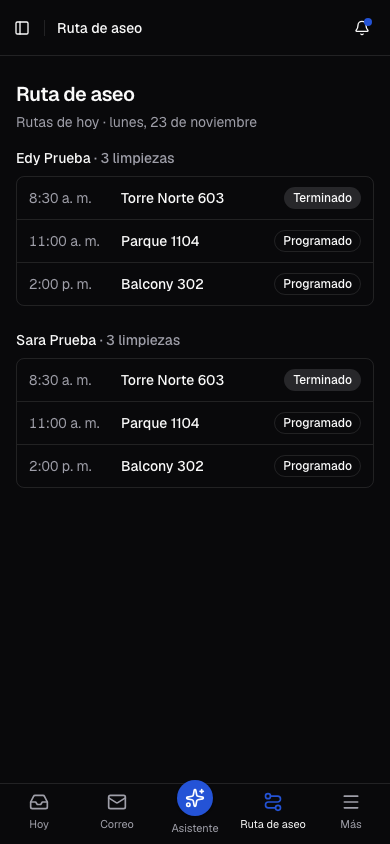 Ruta de aseo
Ruta de aseo
Rutas de hoy · lunes, 23 de noviembre
Edy Prueba · 3 limpiezas
8:30 a. m. Torre Norte 603 Terminado
11:00 a. m. Parque 1104 Programado
2:00 p. m. Balcony 302 Programado
Sara Prueba · 3 limpiezas
8:30 a. m. Torre Norte 603 Terminado
11:00 a. m. Parque 1104 Programado
2:00 p. m. Balcony 302 Programado
Hoy Correo Asistente Ruta de aseo Más